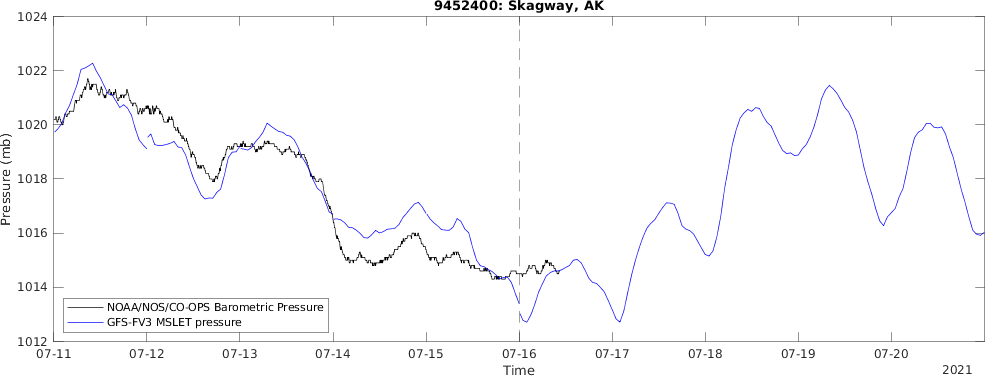 9452400: Skagway, AK
Pressure (mb)
1024
1022
1020
1018
1016
1014
1012
NOAA/NOS/CO-OPS Barometric Pressure
GFS-FV3 MSLET pressure
07-11 07-12 07-13 07-14 07-15 07-16 07-17 07-18 07-19 07-20
Time
2021